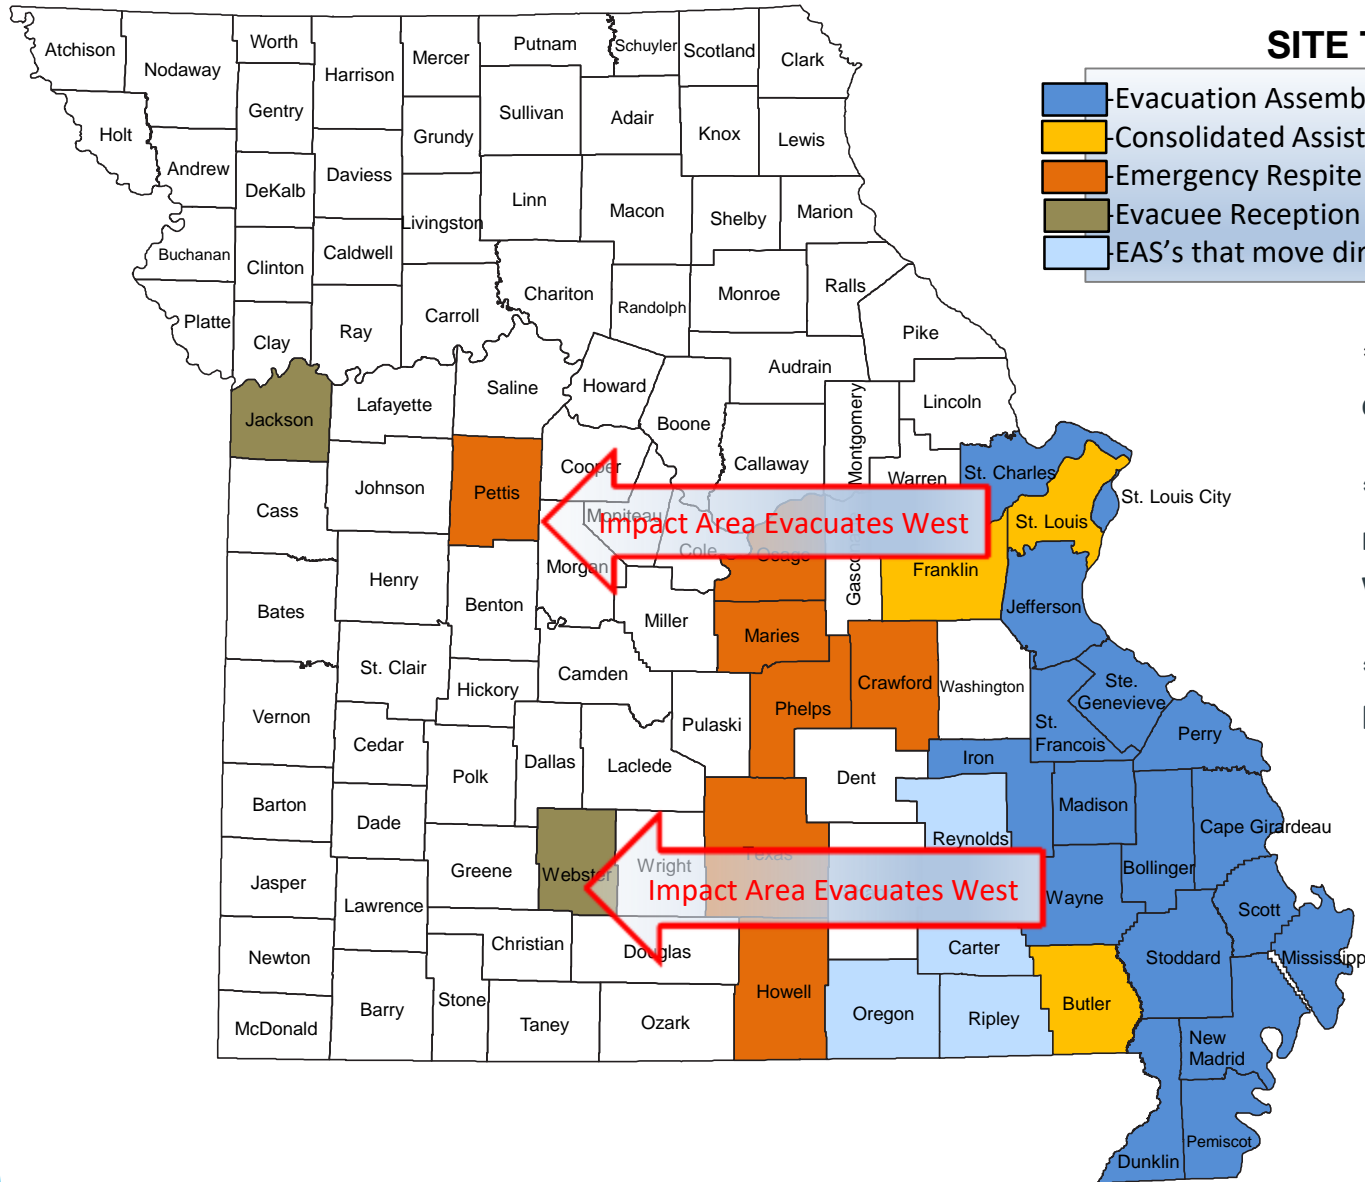 SITE
Evacuation Assemb
Consolidated Assist
Emergency Respite
Evacuee Reception
EAS's that move dir
Atchison
Nodaway
Worth
Harrison
Mercer
Putnam
Schuyler
Scotland
Clark
Gentry
Sullivan
Adair
Knox
Lewis
Holt
Grundy
Andrew
DeKalb
Daviess
Linn
Macon
Shelby
Marion
Livingston
Buchanan
Clinton
Caldwell
Chariton
Randolph
Monroe
Ralls
Platte
Clay
Ray
Carroll
Pike
Audrain
Saline
Howard
Lincoln
Jackson
Lafayette
Boone
Montgomery
Callaway
Warren
St. Charles
Cooper
Johnson
Pettis
St. Louis City
Cass
Moniteau
Impact Area Evacuates West
St. Louis
Cole
Osage
Henry
Morgan
Gasco
Franklin
Bates
Benton
Miller
Maries
Jefferson
St. Clair
Camden
Crawford
Washington
Hickory
Ste.
Genevieve
Vernon
Phelps
Pulaski
St.
Francois
Perry
Cedar
Polk
Dallas
Laclede
Dent
Iron
Barton
Madison
Dade
Reynolds
Cape Girardeau
Texas
Jasper
Greene
Webster
Wright
Bollinger
Impact Area Evacuates West
Wayne
Lawrence
Scott
Christian
Douglas
Carter
Newton
Stoddard
Mississipp
Stone
Howell
Butler
McDonald
Barry
Taney
Ozark
Oregon
Ripley
New
Madrid
Pemiscot
Dunklin